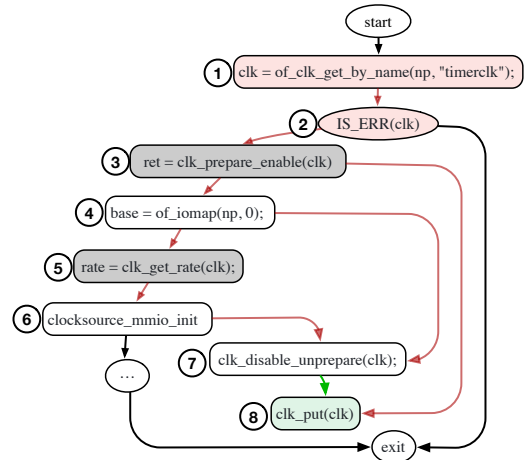 start
1 clk = of_clk_get_by_name(np, "timerclk");
2 IS_ERR(clk)
3 ret = clk_prepare_enable(clk)
4 base = of_iomap(np, 0);
5 rate = clk_get_rate(clk);
6 clocksource_mmio_init
7 clk_disable_unprepare(clk);
...
8 clk_put(clk)
exit